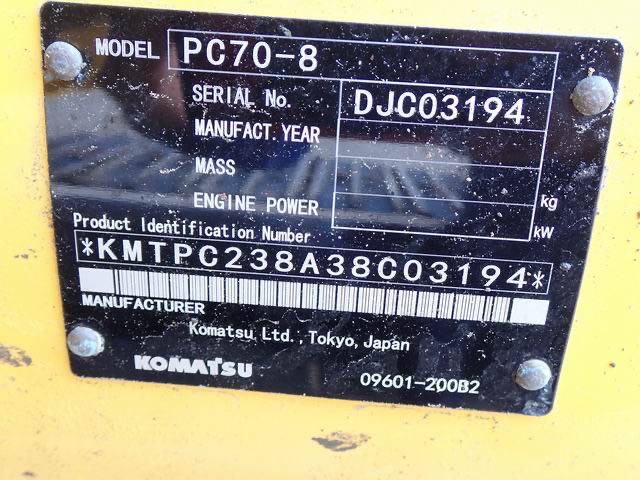 MODEL PC70-8
SERIAL No. DJC03194
MANUFACT. YEAR
MASS kg
ENGINE POWER kW
Product Identification Number
*KMTPC238A38C03194*
MANUFACTURER
Komatsu Ltd., Tokyo, Japan
KOMATSU
09601-200B2